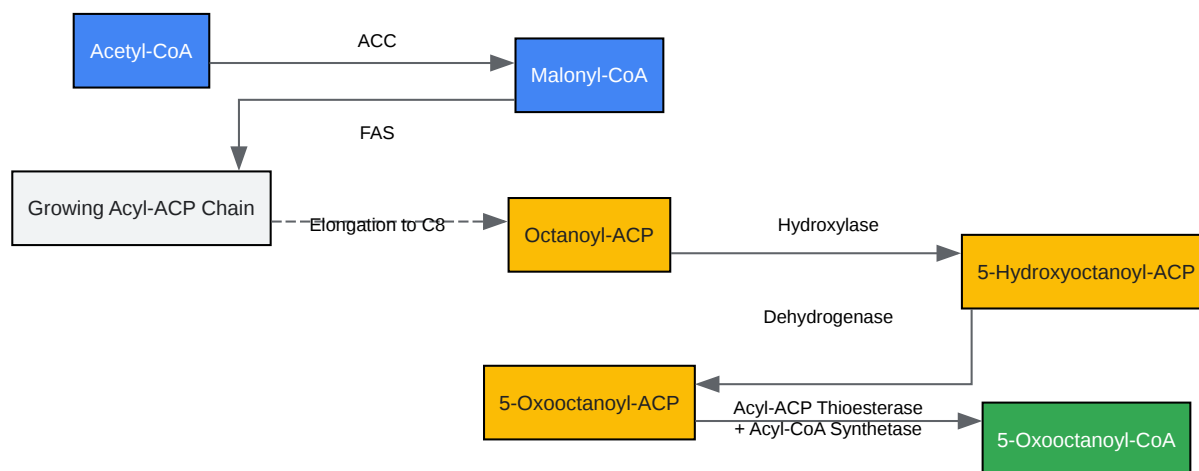 Acetyl-CoA
ACC
Malonyl-CoA
FAS
Growing Acyl-ACP Chain
Elongation to C8
Octanoyl-ACP
Hydroxylase
5-Hydroxyoctanoyl-ACP
Dehydrogenase
5-Oxooctanoyl-ACP
Acyl-ACP Thioesterase
+ Acyl-CoA Synthetase
5-Oxooctanoyl-CoA